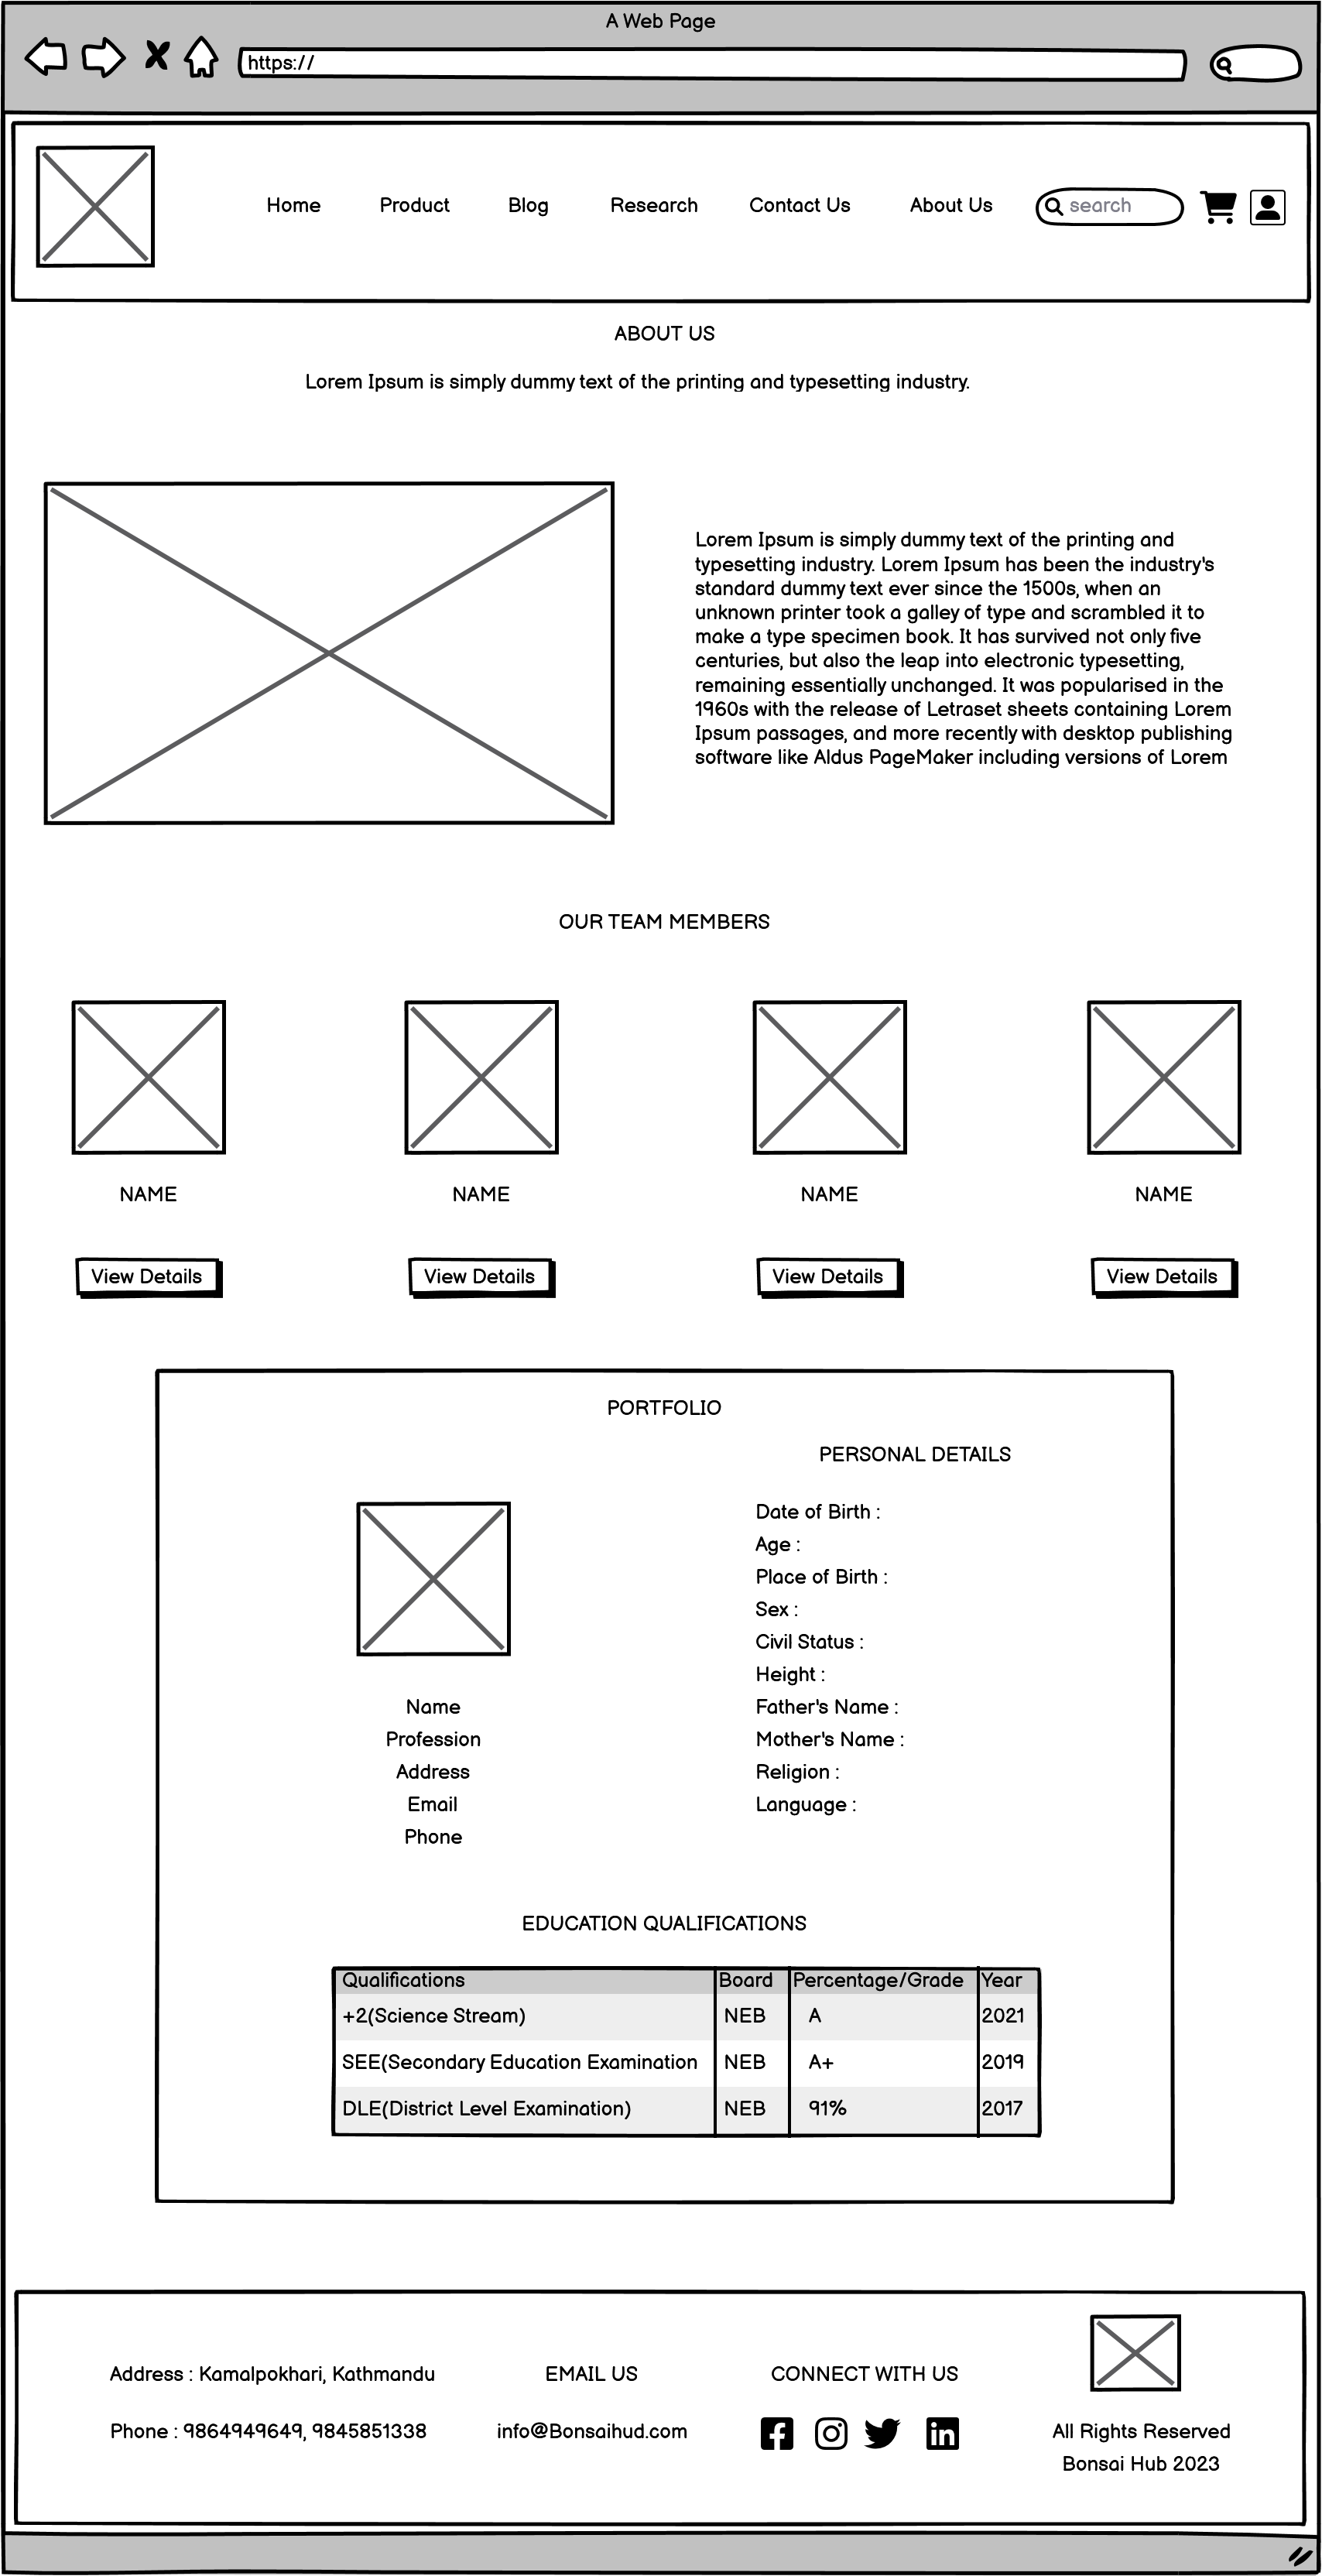 A Web Page
https://
Home Product Blog Research Contact Us About Us search
ABOUT US
Lorem Ipsum is simply dummy text of the printing and typesetting industry.
Lorem Ipsum is simply dummy text of the printing and
typesetting industry. Lorem Ipsum has been the industry's
standard dummy text ever since the 1500s, when an
unknown printer took a galley of type and scrambled it to
make a type specimen book. It has survived not only five
centuries, but also the leap into electronic typesetting,
remaining essentially unchanged. It was popularised in the
1960s with the release of Letraset sheets containing Lorem
Ipsum passages, and more recently with desktop publishing
software like Aldus PageMaker including versions of Lorem
OUR TEAM MEMBERS
NAME NAME NAME NAME
View Details View Details View Details View Details
PORTFOLIO
Name
Profession
Address
Email
Phone
PERSONAL DETAILS
Date of Birth :
Age :
Place of Birth :
Sex :
Civil Status :
Height :
Father's Name :
Mother's Name :
Religion :
Language :
EDUCATION QUALIFICATIONS
Qualifications Board Percentage/Grade Year
+2(Science Stream) NEB A 2021
SEE(Secondary Education Examination NEB A+ 2019
DLE(District Level Examination) NEB 91% 2017
Address : Kamalpokhari, Kathmandu
Phone : 9864949649, 9845851338
EMAIL US
info@Bonsaihud.com
CONNECT WITH US
All Rights Reserved
Bonsai Hub 2023